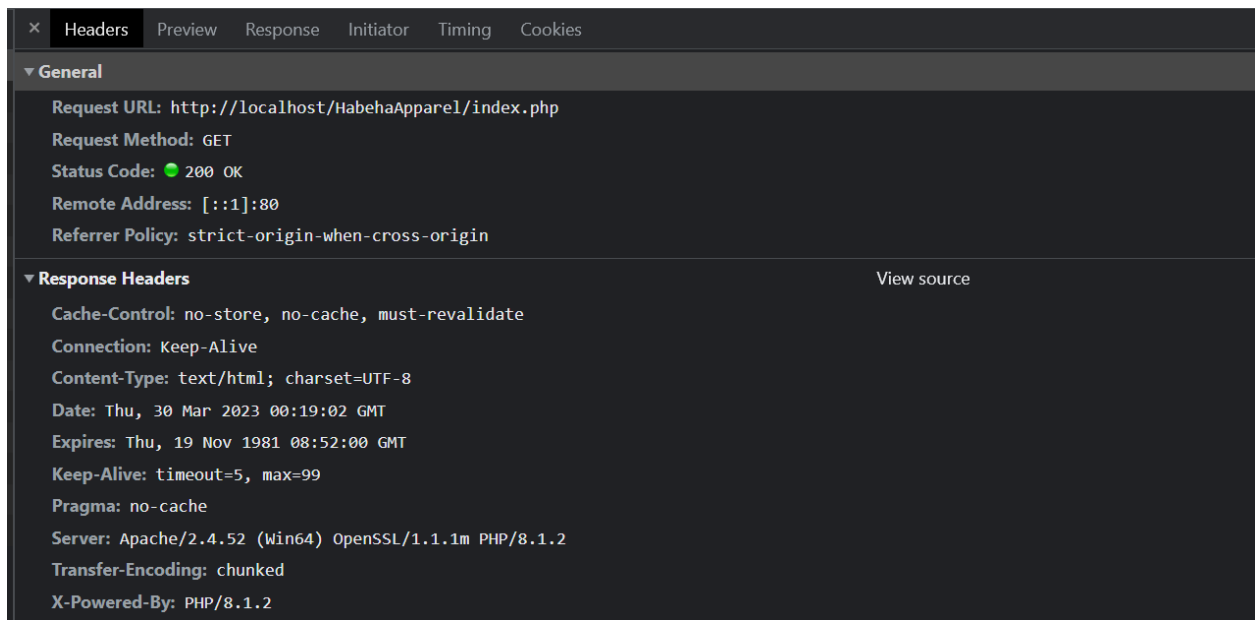 × Headers Preview Response Initiator Timing Cookies
▼ General
Request URL: http://localhost/HabehaApparel/index.php
Request Method: GET
Status Code: 200 OK
Remote Address: [::1]:80
Referrer Policy: strict-origin-when-cross-origin
▼ Response Headers View source
Cache-Control: no-store, no-cache, must-revalidate
Connection: Keep-Alive
Content-Type: text/html; charset=UTF-8
Date: Thu, 30 Mar 2023 00:19:02 GMT
Expires: Thu, 19 Nov 1981 08:52:00 GMT
Keep-Alive: timeout=5, max=99
Pragma: no-cache
Server: Apache/2.4.52 (Win64) OpenSSL/1.1.1m PHP/8.1.2
Transfer-Encoding: chunked
X-Powered-By: PHP/8.1.2